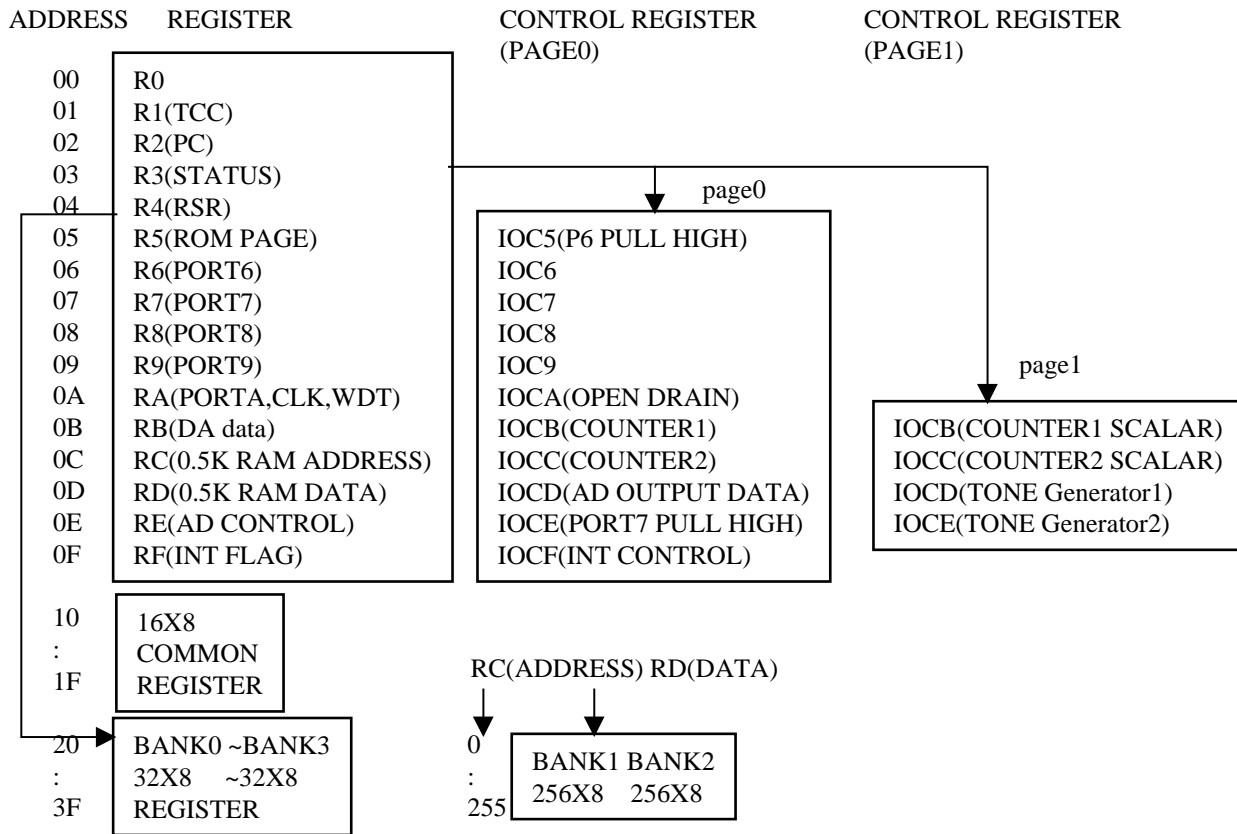 ADDRESS REGISTER CONTROL REGISTER CONTROL REGISTER
(PAGE0) (PAGE1)
00 R0
01 R1(TCC)
02 R2(PC)
03 R3(STATUS)
page0
04 R4(RSR)
05 R5(ROM PAGE) IOC5(P6 PULL HIGH)
06 R6(PORT6) IOC6
07 R7(PORT7) IOC7
08 R8(PORT8) IOC8
09 R9(PORT9) IOC9
page1
0A RA(PORTA,CLK,WDT) IOCA(OPEN DRAIN)
0B RB(DA data) IOCB(COUNTER1) IOCB(COUNTER1 SCALAR)
0C RC(0.5K RAM ADDRESS) IOCC(COUNTER2) IOCC(COUNTER2 SCALAR)
0D RD(0.5K RAM DATA) IOCD(AD OUTPUT DATA) IOCD(TONE Generator1)
0E RE(AD CONTROL) IOCE(PORT7 PULL HIGH) IOCE(TONE Generator2)
0F RF(INT FLAG) IOCF(INT CONTROL)
10 16X8
: COMMON
1F REGISTER
RC(ADDRESS) RD(DATA)
20 BANK0 ~BANK3 0 BANK1 BANK2
: 32X8 ~32X8 : 256X8 256X8
3F REGISTER 255